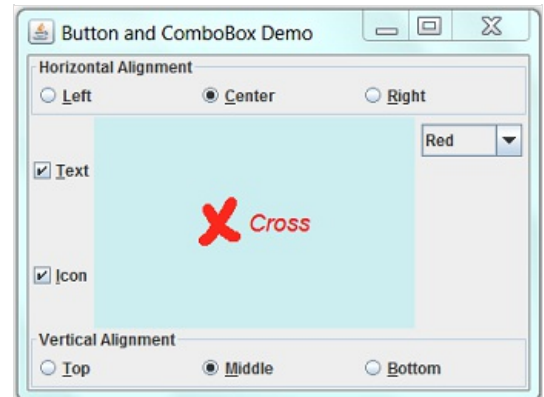 Button and ComboBox Demo
Horizontal Alignment
Left Center Right
Red
Text
Cross
Icon
Vertical Alignment
Top Middle Bottom